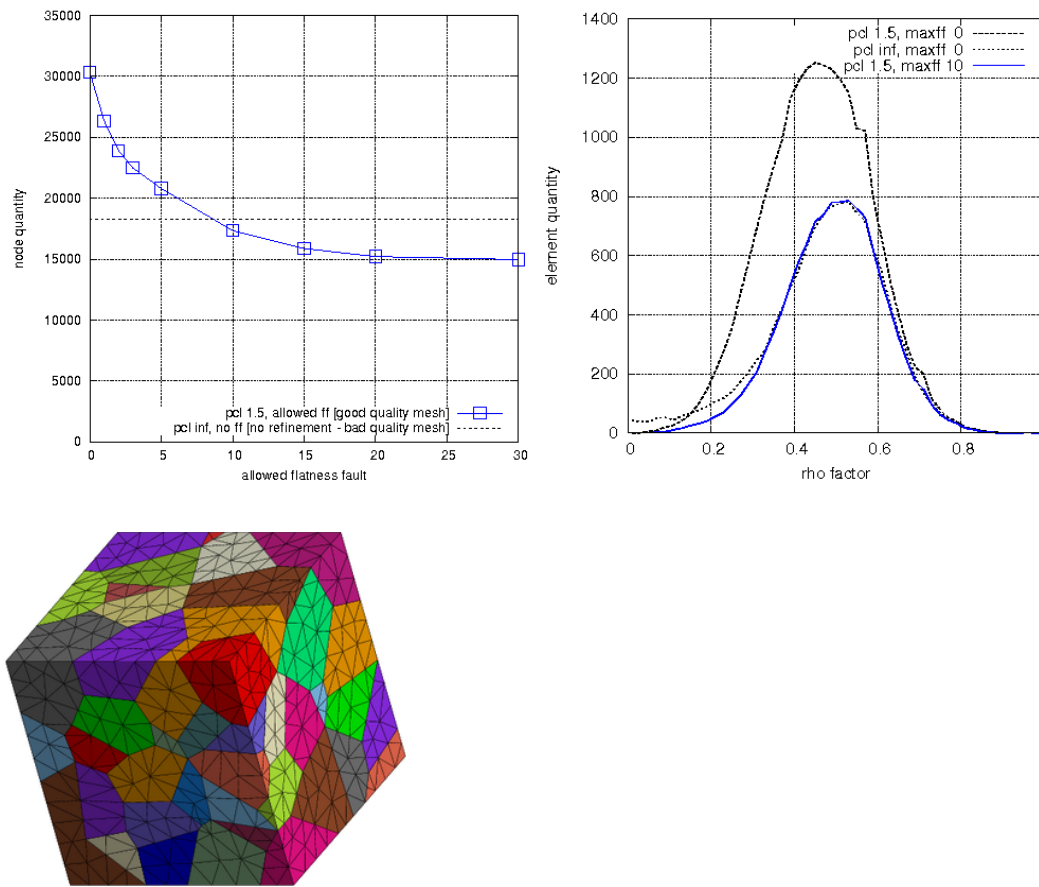 35000
30000
25000
20000
15000
10000
5000
0
node quantity
pcl 1.5, allowed ff [good quality mesh]
pcl inf, no ff [no refinement - bad quality mesh]
0 5 10 15 20 25 30
allowed flatness fault
1400
1200
1000
800
600
400
200
0
element quantity
pcl 1.5, maxff 0
pcl inf, maxff 0
pcl 1.5, maxff 10
0 0.2 0.4 0.6 0.8
rho factor